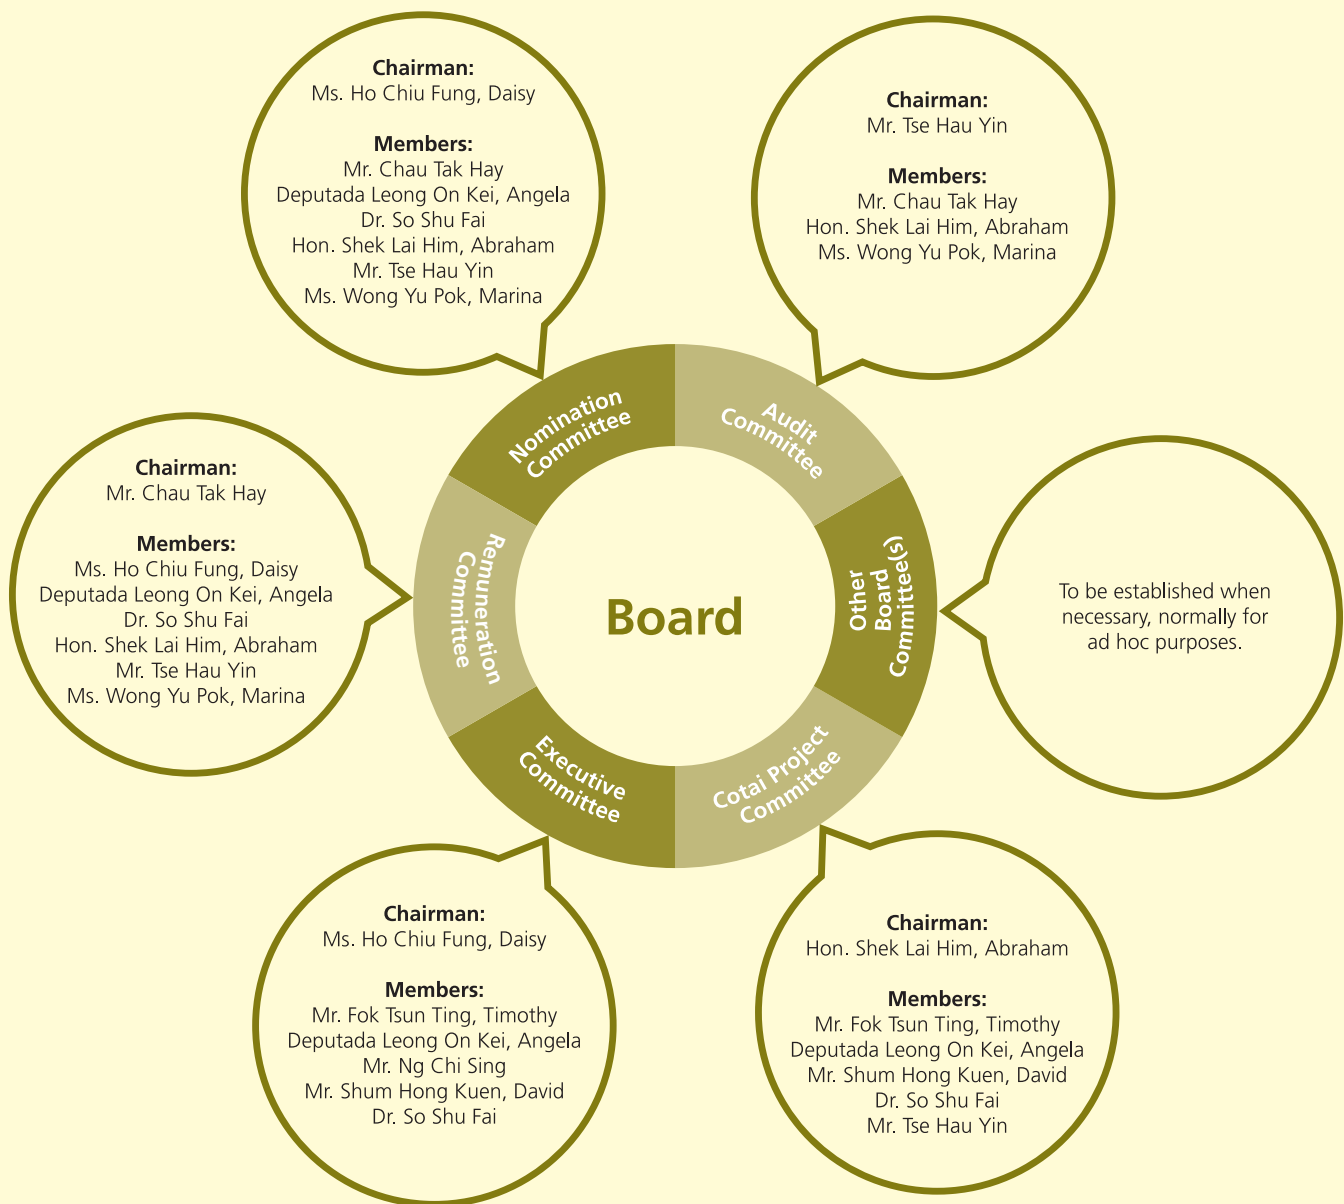 Chairman:
Ms. Ho Chiu Fung, Daisy
Members:
Mr. Chau Tak Hay
Deputada Leong On Kei, Angela
Dr. So Shu Fai
Hon. Shek Lai Him, Abraham
Mr. Tse Hau Yin
Ms. Wong Yu Pok, Marina
Chairman:
Mr. Tse Hau Yin
Members:
Mr. Chau Tak Hay
Hon. Shek Lai Him, Abraham
Ms. Wong Yu Pok, Marina
Nomination
Committee
Audit
Committee
Chairman:
Mr. Chau Tak Hay
Members:
Ms. Ho Chiu Fung, Daisy
Deputada Leong On Kei, Angela
Dr. So Shu Fai
Hon. Shek Lai Him, Abraham
Mr. Tse Hau Yin
Ms. Wong Yu Pok, Marina
Remuneration
Committee
Board
Other
Board
Committee(s)
To be established when
necessary, normally for
ad hoc purposes.
Executive
Committee
Cotai Project
Committee
Chairman:
Ms. Ho Chiu Fung, Daisy
Members:
Mr. Fok Tsun Ting, Timothy
Deputada Leong On Kei, Angela
Mr. Ng Chi Sing
Mr. Shum Hong Kuen, David
Dr. So Shu Fai
Chairman:
Hon. Shek Lai Him, Abraham
Members:
Mr. Fok Tsun Ting, Timothy
Deputada Leong On Kei, Angela
Mr. Shum Hong Kuen, David
Dr. So Shu Fai
Mr. Tse Hau Yin